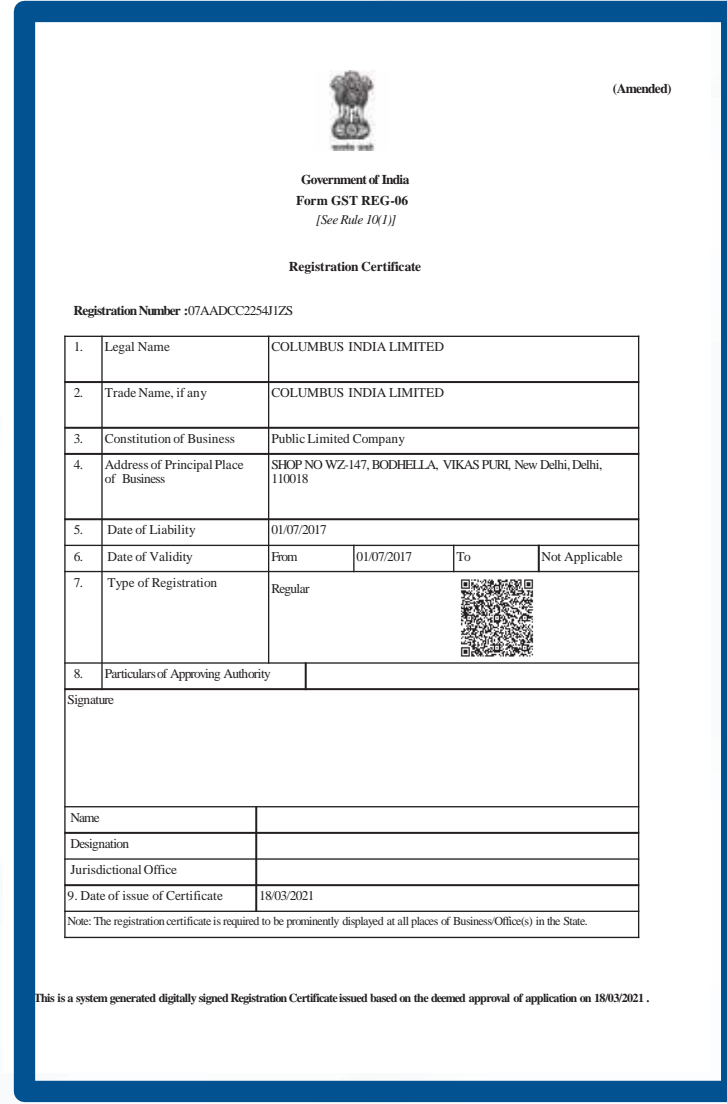 (Amended)
Government of India
Form GST REG-06
[See Rule 10(1)]
Registration Certificate
Registration Number :07AADCC2254J1ZS
1. Legal Name COLUMBUS INDIA LIMITED
2. Trade Name, if any COLUMBUS INDIA LIMITED
3. Constitution of Business Public Limited Company
4. Address of Principal Place SHOP NO WZ-147, BODHELLA, VIKAS PURI, New Delhi, Delhi,
of Business 110018
5. Date of Liability 01/07/2017
6. Date of Validity From 01/07/2017 To Not Applicable
7. Type of Registration Regular
8. Particulars of Approving Authority
Signature
Name
Designation
Jurisdictional Office
9. Date of issue of Certificate 18/03/2021
Note: The registration certificate is required to be prominently displayed at all places of Business/Office(s) in the State.
This is a system generated digitally signed Registration Certificate issued based on the deemed approval of application on 18/03/2021 .